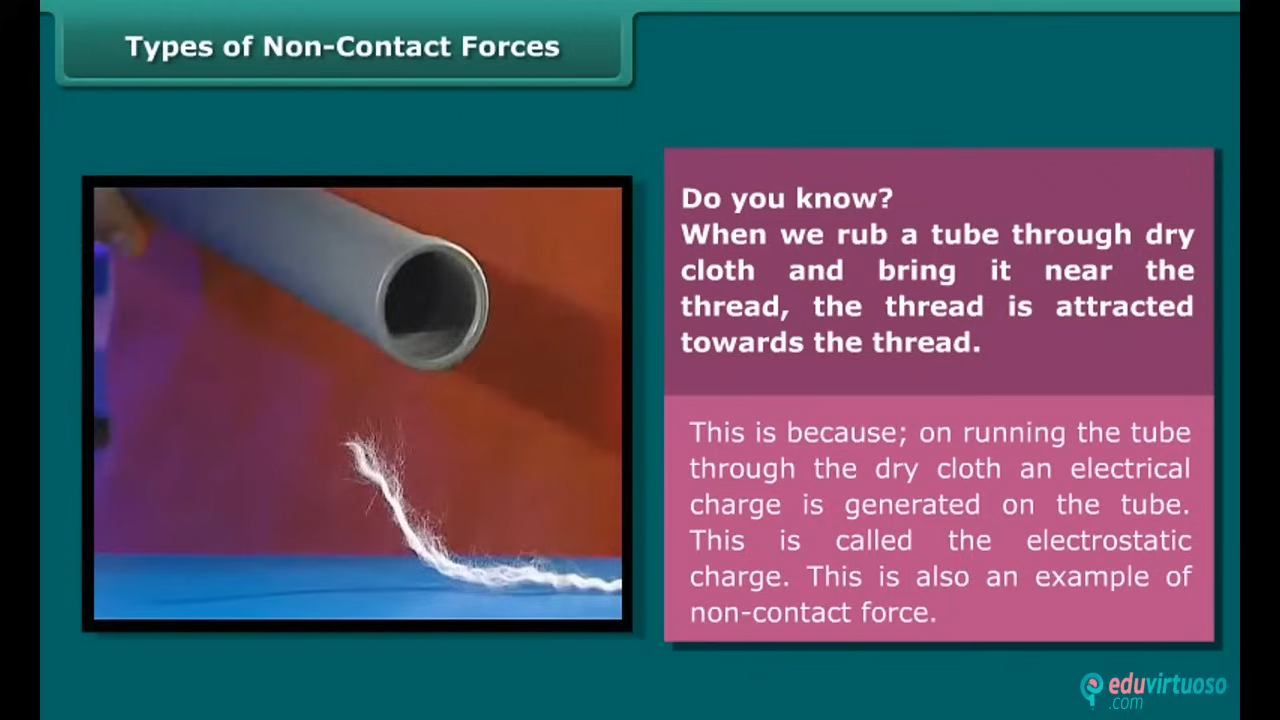 Types of Non-Contact Forces
Do you know?
When we rub a tube through dry
cloth and bring it near the
thread, the thread is attracted
towards the thread.
This is because; on running the tube
through the dry cloth an electrical
charge is generated on the tube.
This is called the electrostatic
charge. This is also an example of
non-contact force.
eduvirtuoso
.com